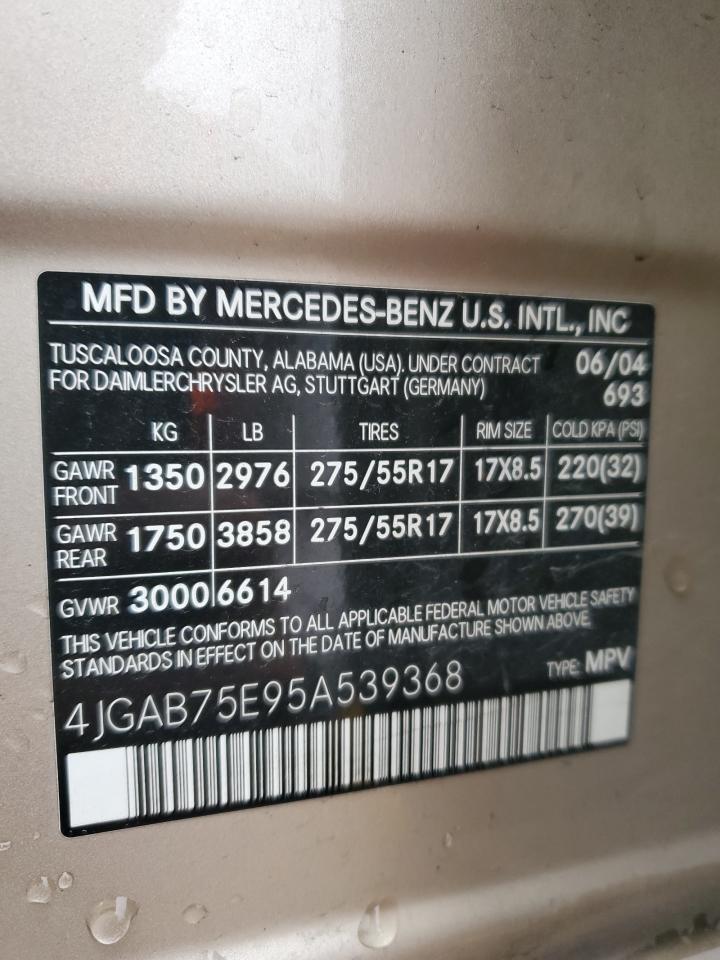 MFD BY MERCEDES-BENZ U.S. INTL., INC
TUSCALOOSA COUNTY, ALABAMA (USA). UNDER CONTRACT 06/04
FOR DAIMLERCHRYSLER AG, STUTTGART (GERMANY) 693
KG LB TIRES RIM SIZE COLD KPA (PSI)
GAWR FRONT 1350 2976 275/55R17 17X8.5 220(32)
GAWR REAR 1750 3858 275/55R17 17X8.5 270(39)
GVWR 3000 6614
THIS VEHICLE CONFORMS TO ALL APPLICABLE FEDERAL MOTOR VEHICLE SAFETY
STANDARDS IN EFFECT ON THE DATE OF MANUFACTURE SHOWN ABOVE.
4JGAB75E95A539368 TYPE: MPV